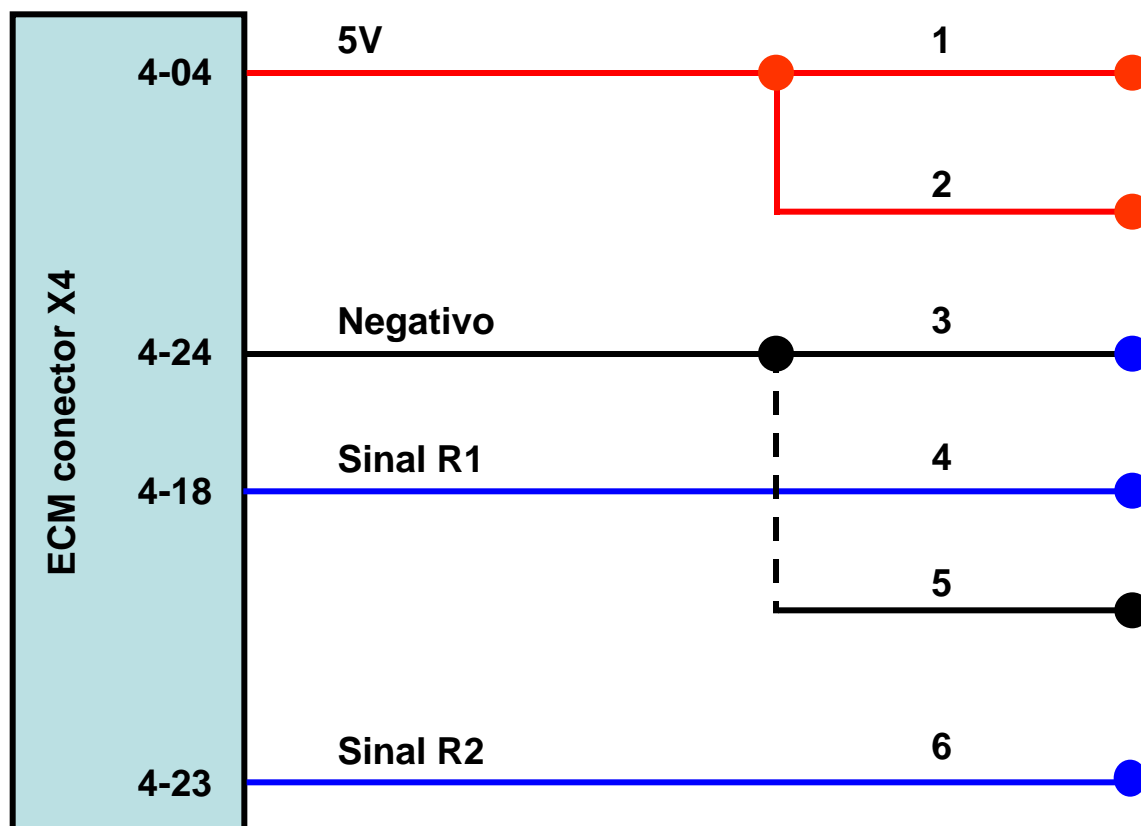 5V
1
4-04
2
Negativo
3
4-24
ECM conector X4
Sinal R1
4
4-18
5
Sinal R2
6
4-23